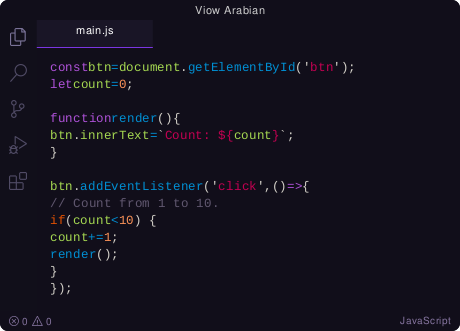 Viow Arabian
main.js
constbtn=document.getElementById('btn');
letcount=0;
functionrender(){
btn.innerText=`Count: ${count}`;
}
btn.addEventListener('click',()=>{
// Count from 1 to 10.
if(count<10) {
count+=1;
render();
}
});
0 0 JavaScript